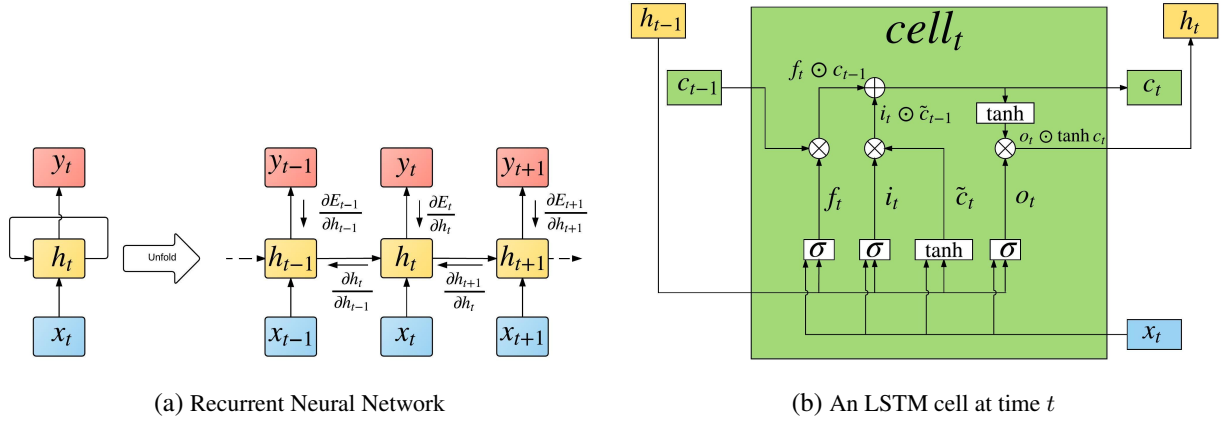 y_t
h_t
x_t
Unfold
y_{t−1} y_t y_{t+1}
∂E_{t−1}/∂h_{t−1} ∂E_t/∂h_t ∂E_{t+1}/∂h_{t+1}
h_{t−1} h_t h_{t+1}
∂h_t/∂h_{t−1} ∂h_{t+1}/∂h_t
x_{t−1} x_t x_{t+1}
(a) Recurrent Neural Network
h_{t−1} cell_t h_t
f_t ⊙ c_{t−1}
c_{t−1} c_t
i_t ⊙ c̃_{t−1} tanh
o_t ⊙ tanh c_t
f_t i_t c̃_t o_t
σ σ tanh σ
x_t
(b) An LSTM cell at time t